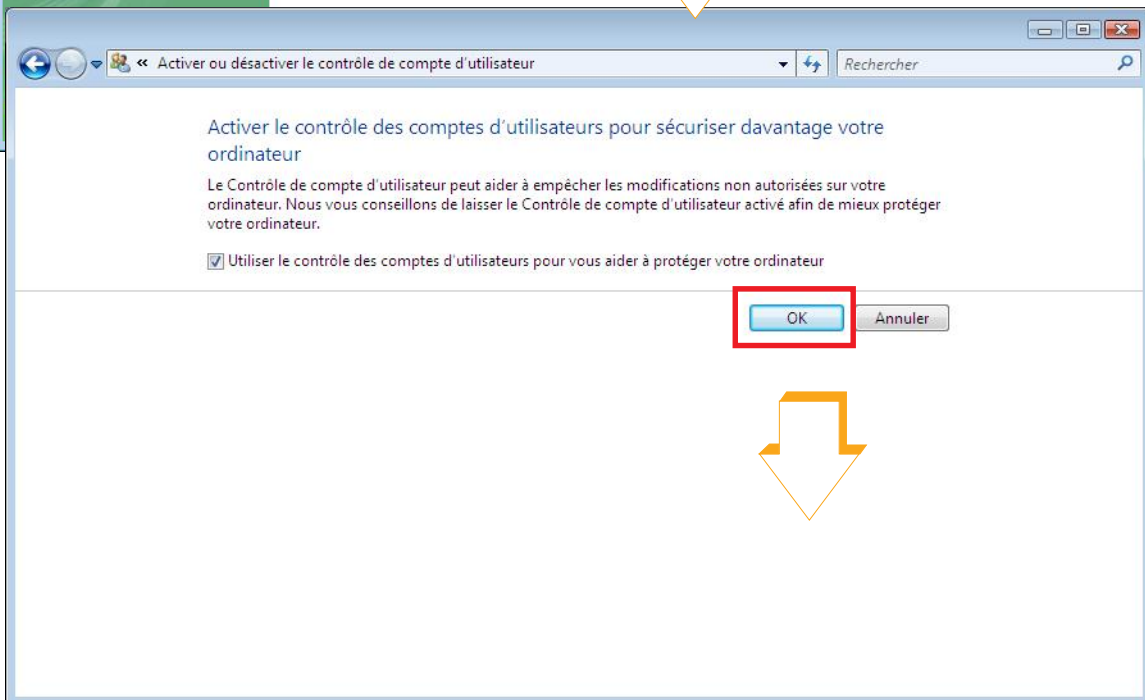 « Activer ou désactiver le contrôle de compte d'utilisateur
Rechercher
Activer le contrôle des comptes d'utilisateurs pour sécuriser davantage votre
ordinateur
Le Contrôle de compte d'utilisateur peut aider à empêcher les modifications non autorisées sur votre
ordinateur. Nous vous conseillons de laisser le Contrôle de compte d'utilisateur activé afin de mieux protéger
votre ordinateur.
Utiliser le contrôle des comptes d'utilisateurs pour vous aider à protéger votre ordinateur
OK
Annuler